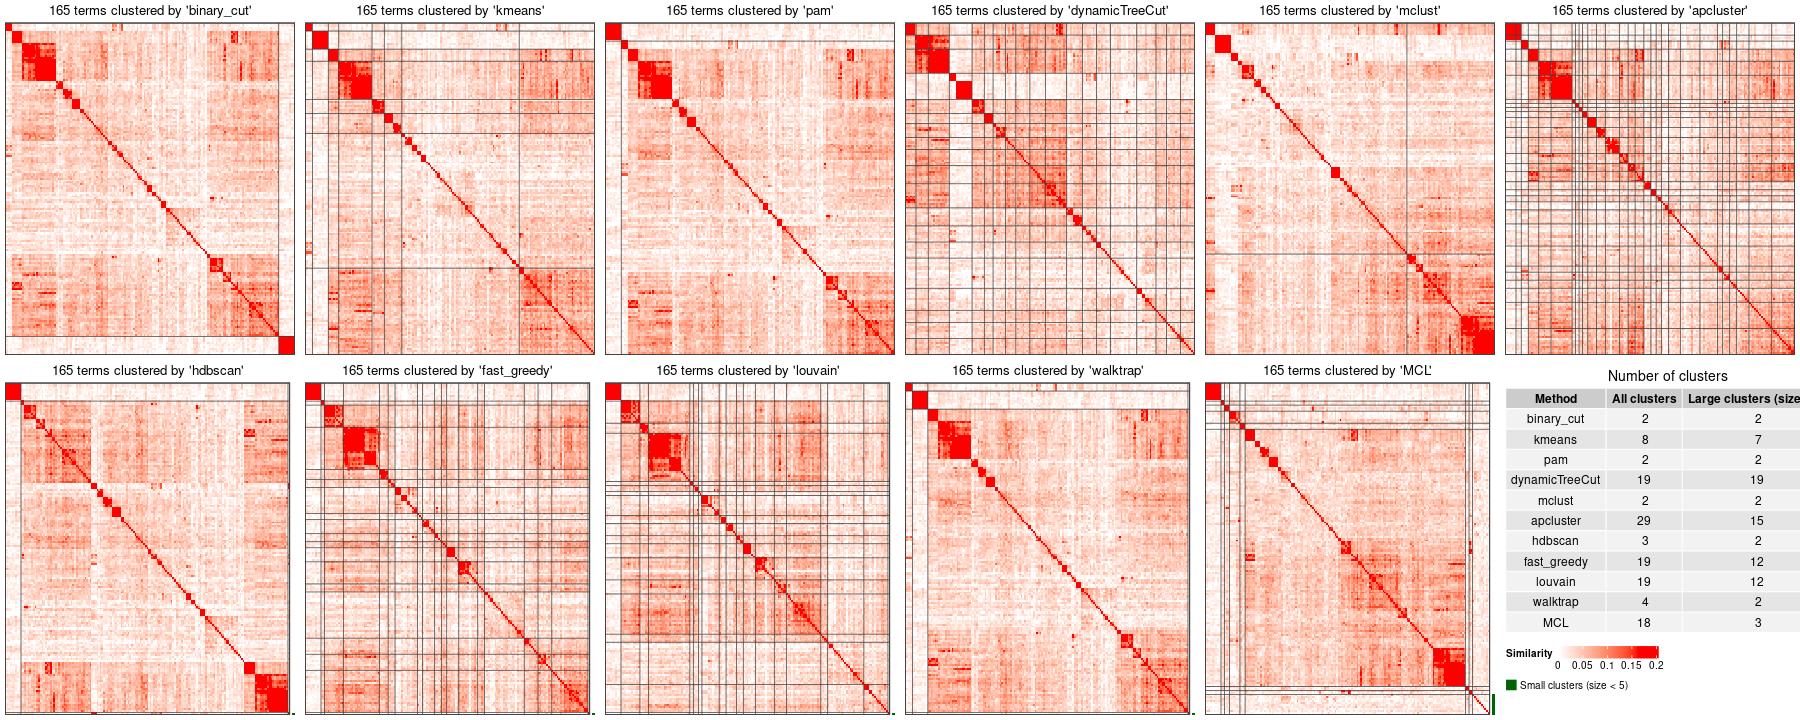 165 terms clustered by 'binary_cut'
165 terms clustered by 'kmeans'
165 terms clustered by 'pam'
165 terms clustered by 'dynamicTreeCut'
165 terms clustered by 'mclust'
165 terms clustered by 'apcluster'
165 terms clustered by 'hdbscan'
165 terms clustered by 'fast_greedy'
165 terms clustered by 'louvain'
165 terms clustered by 'walktrap'
165 terms clustered by 'MCL'
Number of clusters
Method All clusters Large clusters (size
binary_cut 2 2
kmeans 8 7
pam 2 2
dynamicTreeCut 19 19
mclust 2 2
apcluster 29 15
hdbscan 3 2
fast_greedy 19 12
louvain 19 12
walktrap 4 2
MCL 18 3
Similarity
0 0.05 0.1 0.15 0.2
Small clusters (size < 5)